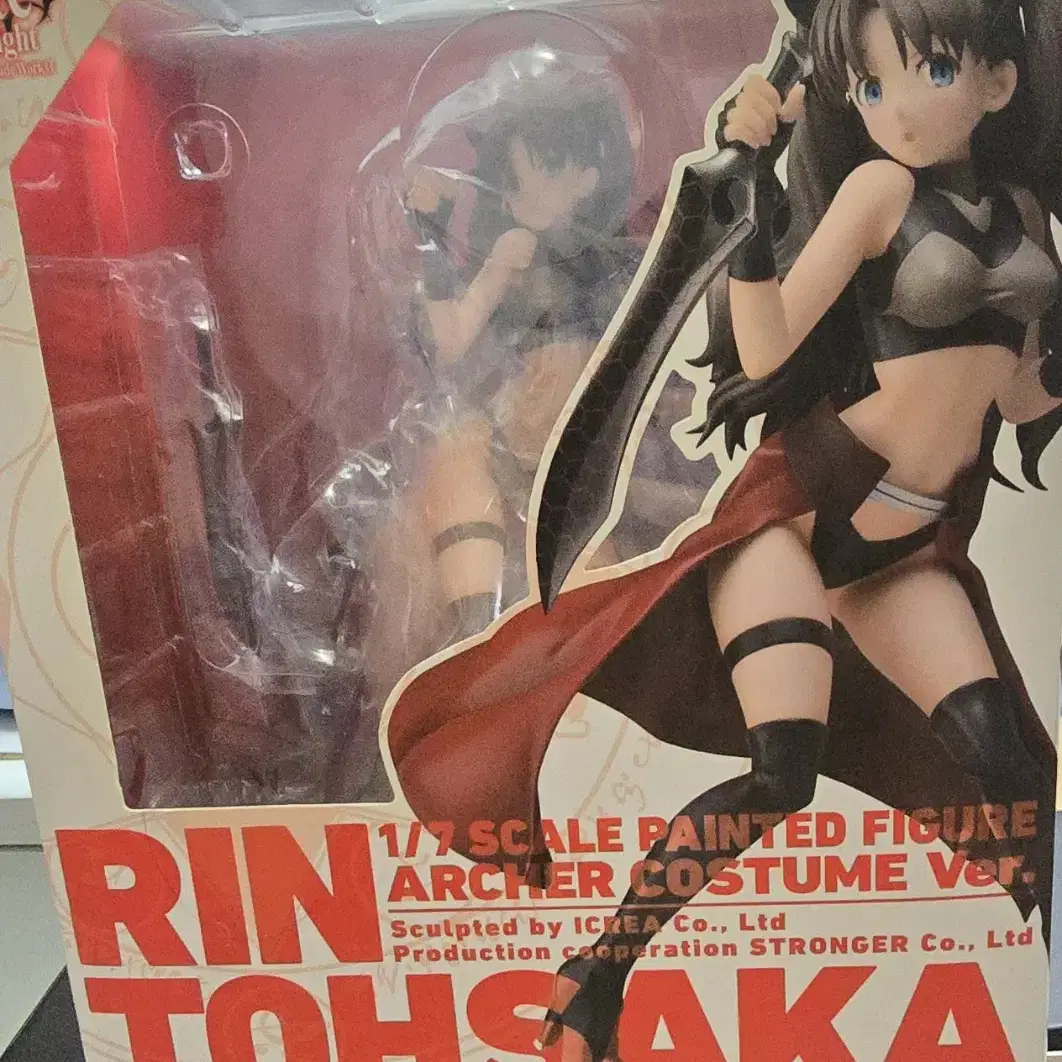 ght
RIN
1/7 SCALE PAINTED FIGURE
ARCHER COSTUME Ver.
Sculpted by ICREA Co., Ltd
Production cooperation STRONGER Co., Ltd
TOHSAKA